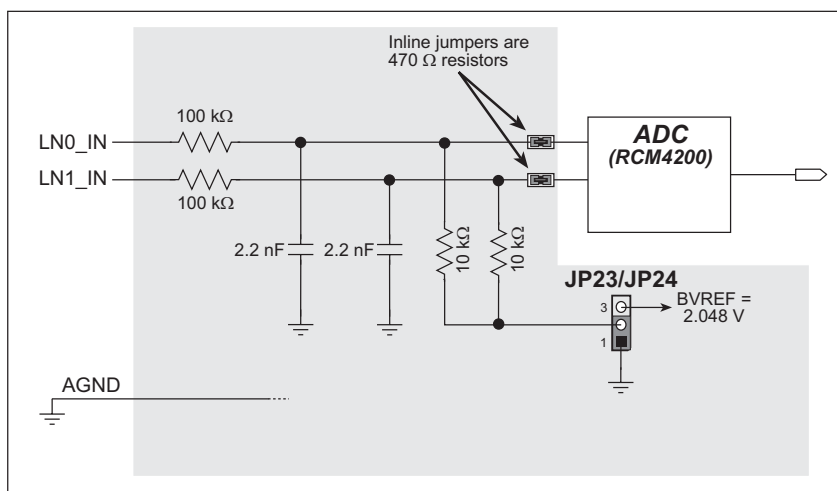 Inline jumpers are
470 Ω resistors
100 kΩ
LN0_IN
LN1_IN
100 kΩ
ADC
(RCM4200)
2.2 nF
2.2 nF
10 kΩ
10 kΩ
JP23/JP24
3
BVREF =
2.048 V
1
AGND